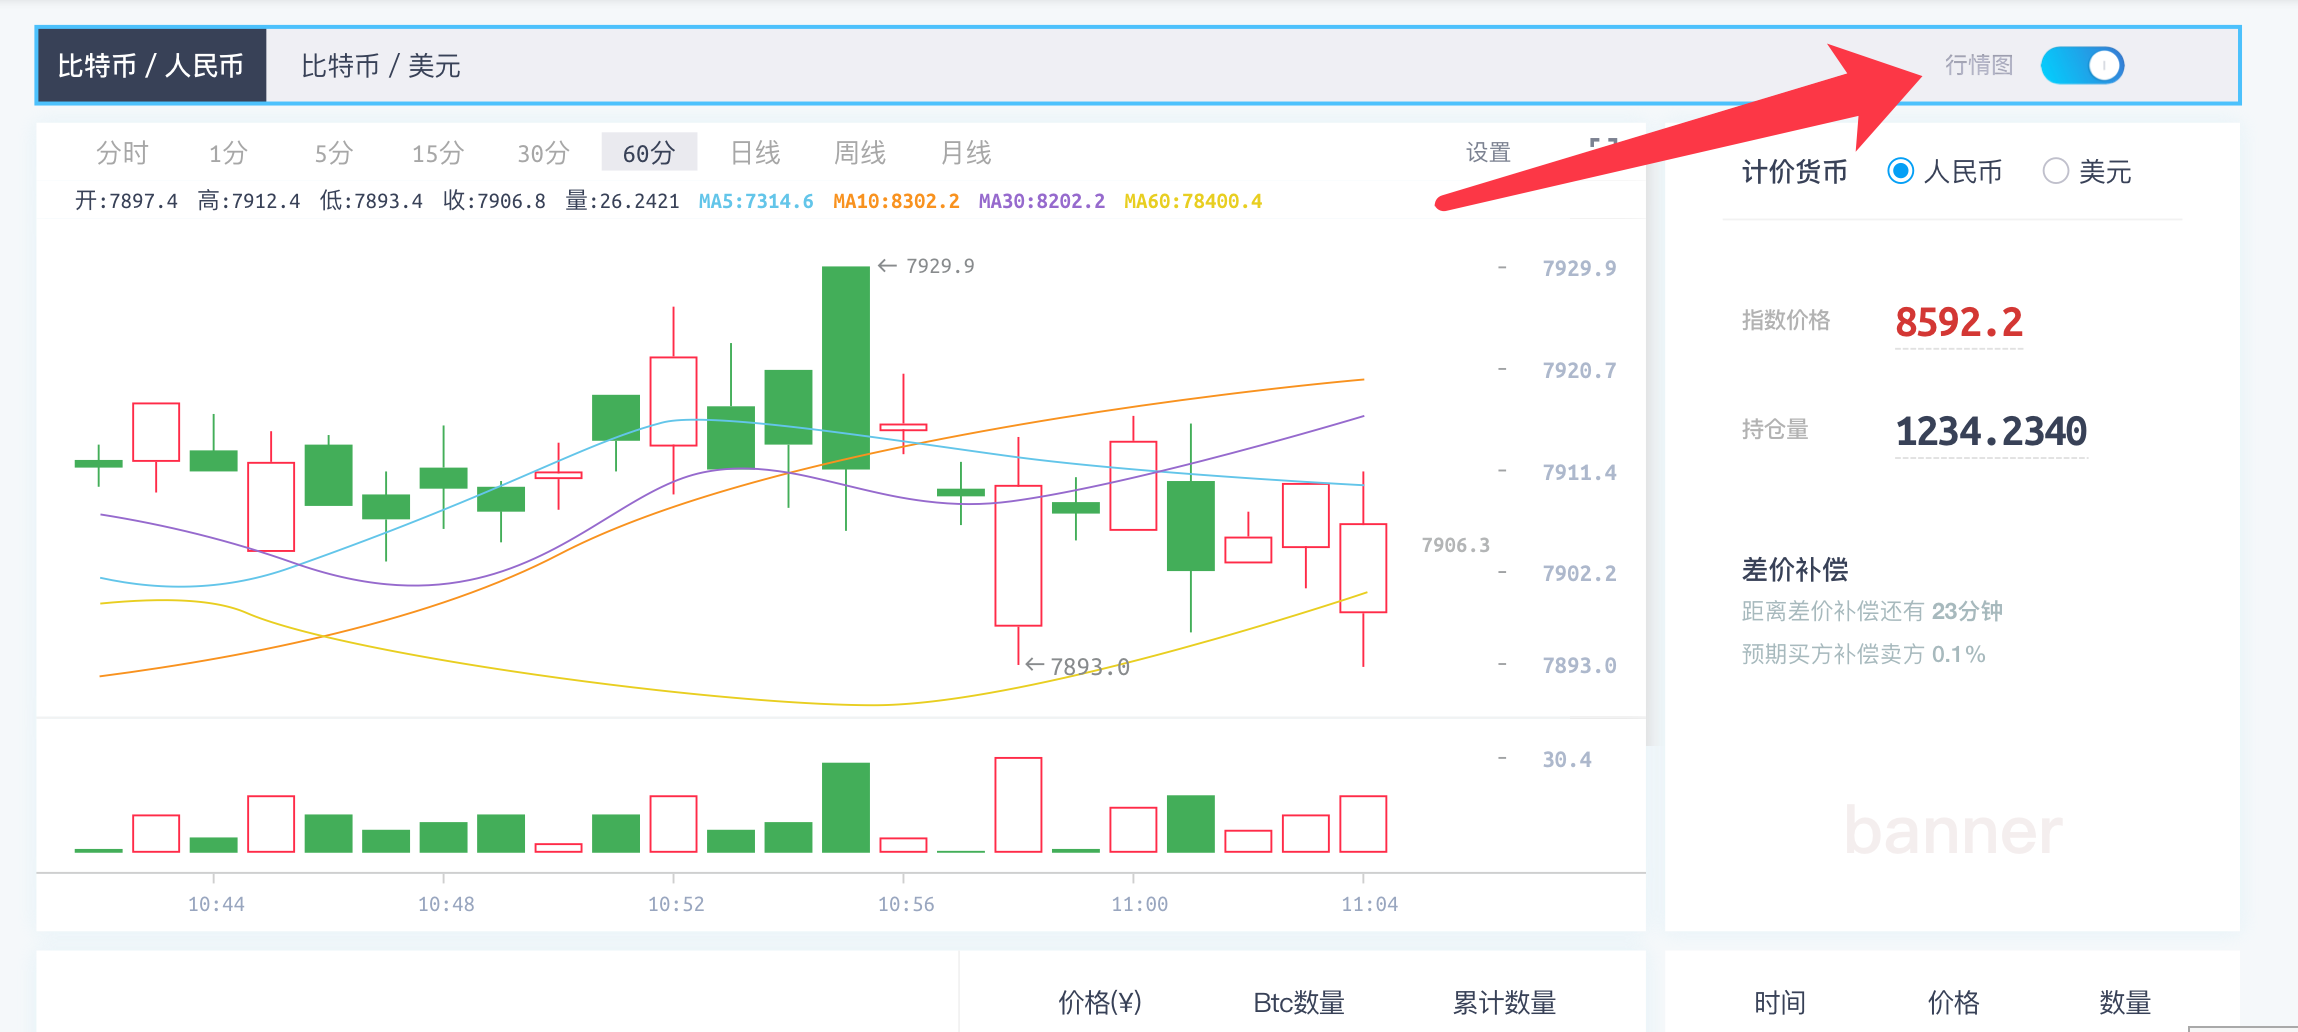 比特币 / 人民币 比特币 / 美元 行情图
分时 1分 5分 15分 30分 60分 日线 周线 月线 设置
开:7897.4 高:7912.4 低:7893.4 收:7906.8 量:26.2421 MA5:7314.6 MA10:8302.2 MA30:8202.2 MA60:78400.4
←7929.9
- 7929.9
- 7920.7
- 7911.4
7906.3
- 7902.2
←7893.0
- 7893.0
- 30.4
10:44 10:48 10:52 10:56 11:00 11:04
计价货币 人民币 美元
指数价格 8592.2
持仓量 1234.2340
差价补偿
距离差价补偿还有 23分钟
预期买方补偿卖方 0.1%
banner
价格(¥) Btc数量 累计数量
时间 价格 数量